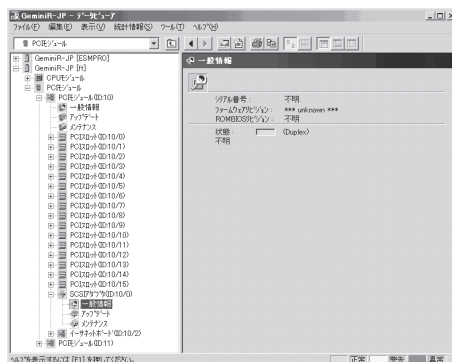 GeminiR-JP - ﾃﾞｰﾀﾋﾞｭｰｱ
ファイル(F) 編集(E) 表示(V) 統計情報(S) ツール(T) ヘルプ(H)
PCIﾓｼﾞｭｰﾙ
GeminiR-JP [ESMPRO]
GeminiR-JP [ft]
CPUﾓｼﾞｭｰﾙ
PCIﾓｼﾞｭｰﾙ
PCIﾓｼﾞｭｰﾙ(ID:10)
一般情報
ｱｯﾌﾟﾃﾞｰﾄ
ﾒﾝﾃﾅﾝｽ
PCIｽﾛｯﾄ(ID:10/0)
PCIｽﾛｯﾄ(ID:10/1)
PCIｽﾛｯﾄ(ID:10/2)
PCIｽﾛｯﾄ(ID:10/3)
PCIｽﾛｯﾄ(ID:10/4)
PCIｽﾛｯﾄ(ID:10/5)
PCIｽﾛｯﾄ(ID:10/6)
PCIｽﾛｯﾄ(ID:10/7)
PCIｽﾛｯﾄ(ID:10/8)
PCIｽﾛｯﾄ(ID:10/9)
PCIｽﾛｯﾄ(ID:10/10)
PCIｽﾛｯﾄ(ID:10/11)
PCIｽﾛｯﾄ(ID:10/12)
PCIｽﾛｯﾄ(ID:10/13)
PCIｽﾛｯﾄ(ID:10/14)
PCIｽﾛｯﾄ(ID:10/15)
SCSIｱﾀﾞﾌﾟﾀ(ID:10/0)
一般情報
ｱｯﾌﾟﾃﾞｰﾄ
ﾒﾝﾃﾅﾝｽ
ｲｰｻﾈｯﾄﾎﾞｰﾄﾞ(ID:10/2)
PCIﾓｼﾞｭｰﾙ(ID:11)
一般情報
ｼﾘｱﾙ番号： 不明
ﾌｧｰﾑｳｪｱﾘﾋﾞｼﾞｮﾝ： *** unknown ***
ROMBIOSﾘﾋﾞｼﾞｮﾝ： 不明
状態： (Duplex)
不明
ﾍﾙﾌﾟを表示するには [F1] を押してください。
正常 警告 異常